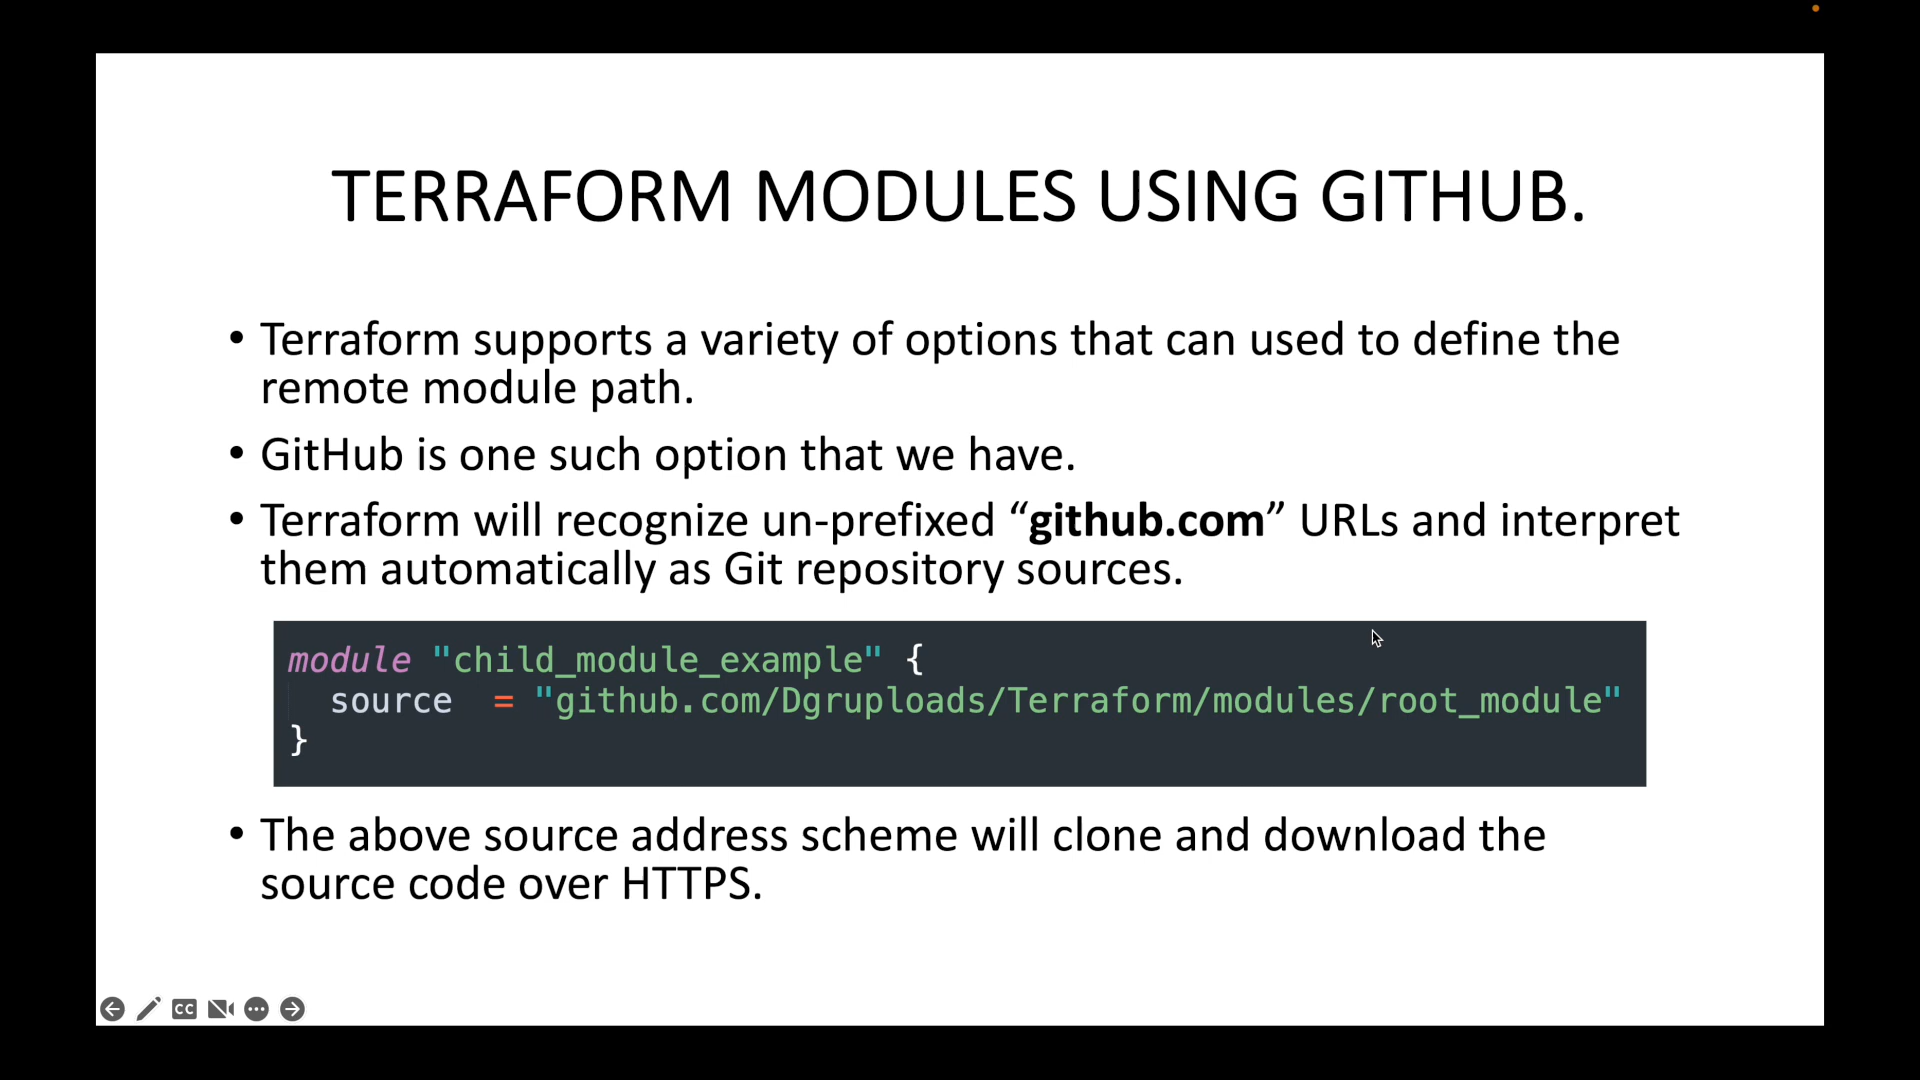 TERRAFORM MODULES USING GITHUB.
• Terraform supports a variety of options that can used to define the
remote module path.
• GitHub is one such option that we have.
• Terraform will recognize un-prefixed “github.com” URLs and interpret
them automatically as Git repository sources.
module "child_module_example" {
  source  = "github.com/Dgruploads/Terraform/modules/root_module"
}
• The above source address scheme will clone and download the
source code over HTTPS.
CC